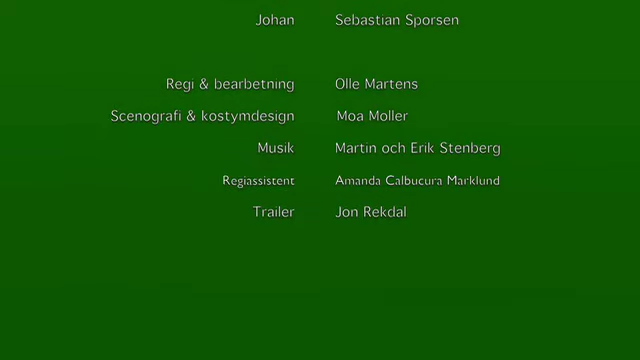 Johan Sebastian Sporsen
Regi & bearbetning Olle Martens
Scenografi & kostymdesign Moa Moller
Musik Martin och Erik Stenberg
Regiassistent Amanda Calbucura Marklund
Trailer Jon Rekdal